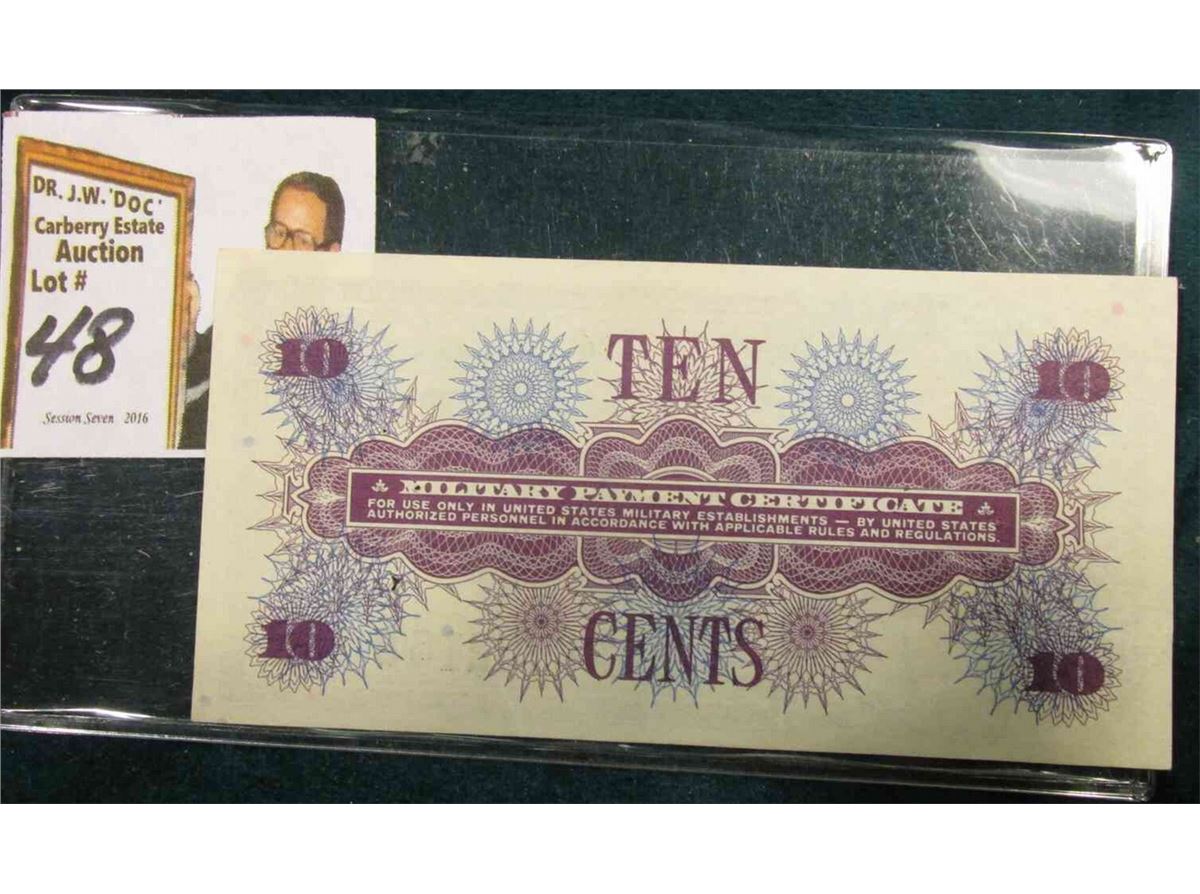 DR. J.W. 'DOC'
Carberry Estate
Auction
Lot #
48
Session Seven 2016
10 TEN 10
MILITARY PAYMENT CERTIFICATE
FOR USE ONLY IN UNITED STATES MILITARY ESTABLISHMENTS — BY UNITED STATES
AUTHORIZED PERSONNEL IN ACCORDANCE WITH APPLICABLE RULES AND REGULATIONS.
10 CENTS 10